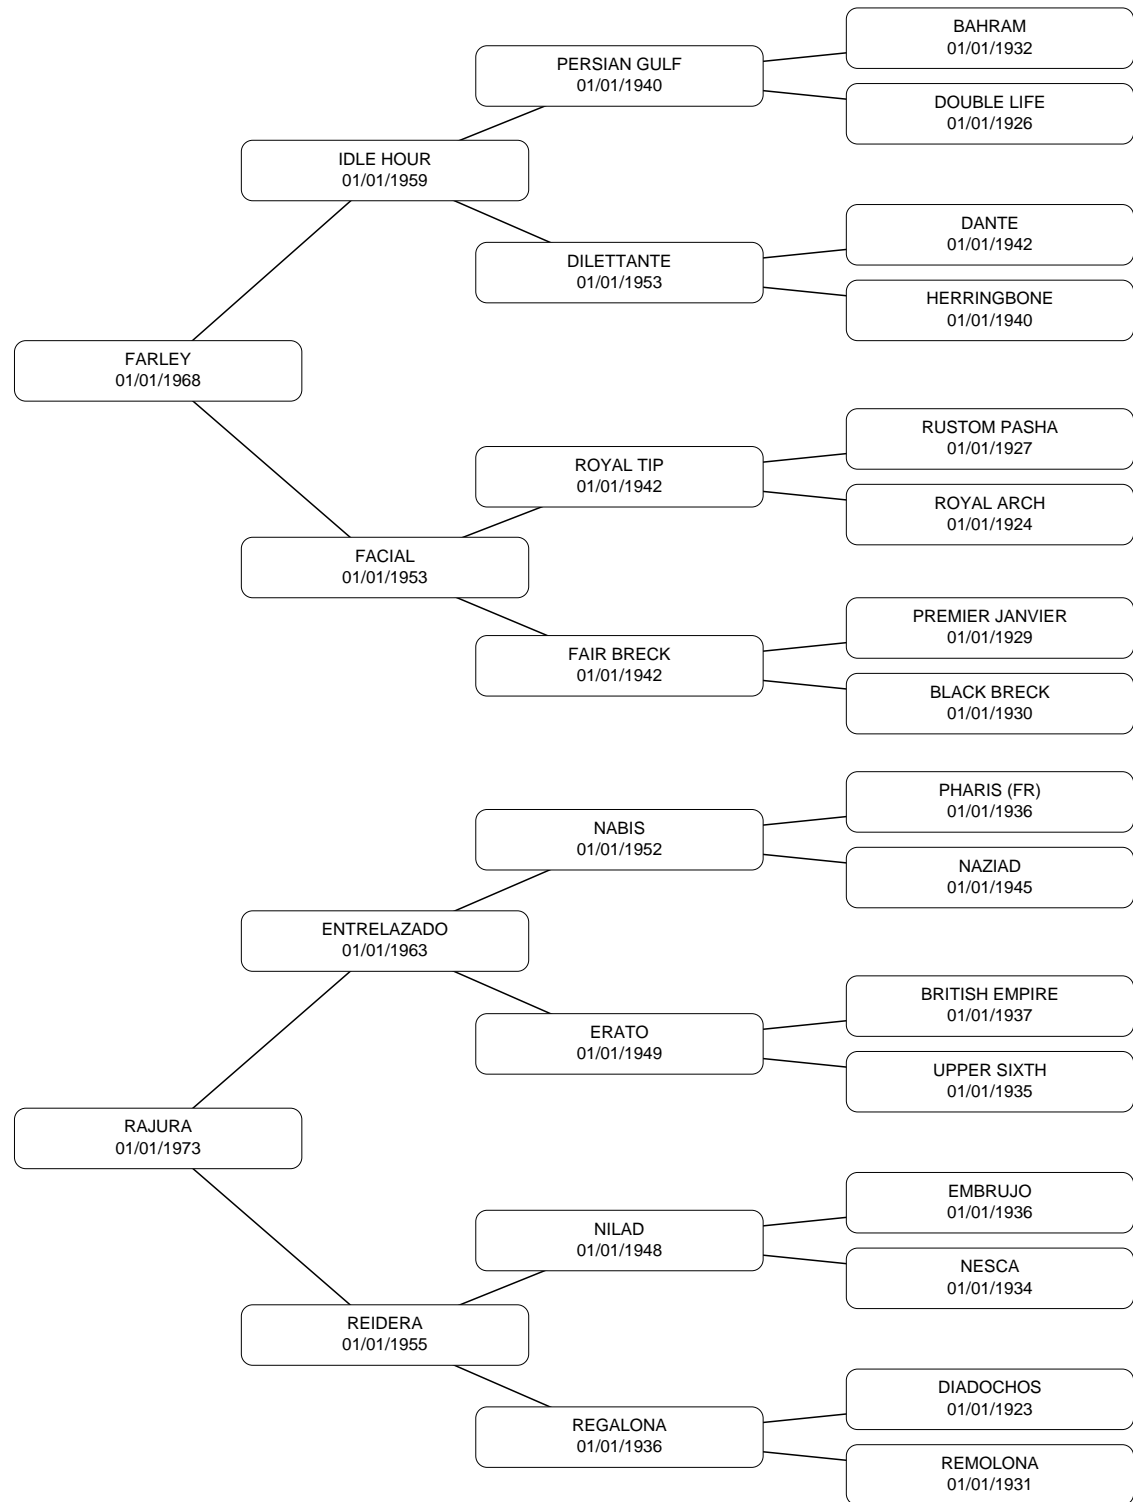 BAHRAM
01/01/1932
PERSIAN GULF
01/01/1940
DOUBLE LIFE
01/01/1926
IDLE HOUR
01/01/1959
DANTE
01/01/1942
DILETTANTE
01/01/1953
HERRINGBONE
01/01/1940
FARLEY
01/01/1968
RUSTOM PASHA
01/01/1927
ROYAL TIP
01/01/1942
ROYAL ARCH
01/01/1924
FACIAL
01/01/1953
PREMIER JANVIER
01/01/1929
FAIR BRECK
01/01/1942
BLACK BRECK
01/01/1930
PHARIS (FR)
01/01/1936
NABIS
01/01/1952
NAZIAD
01/01/1945
ENTRELAZADO
01/01/1963
BRITISH EMPIRE
01/01/1937
ERATO
01/01/1949
UPPER SIXTH
01/01/1935
RAJURA
01/01/1973
EMBRUJO
01/01/1936
NILAD
01/01/1948
NESCA
01/01/1934
REIDERA
01/01/1955
DIADOCHOS
01/01/1923
REGALONA
01/01/1936
REMOLONA
01/01/1931